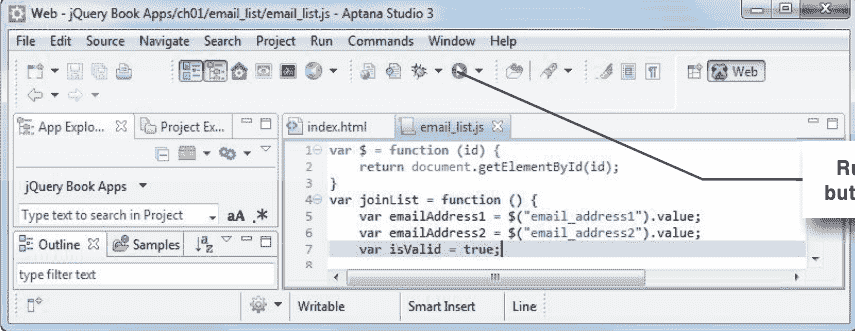 Web - jQuery Book Apps/ch01/email_list/email_list.js - Aptana Studio 3
File Edit Source Navigate Search Project Run Commands Window Help
Web
App Explo... Project Ex... index.html email_list.js
jQuery Book Apps
Type text to search in Project aA .*
Outline Samples
type filter text
1 var $ = function (id) {
2 return document.getElementById(id);
3 }
4 var joinList = function () {
5 var emailAddress1 = $("email_address1").value;
6 var emailAddress2 = $("email_address2").value;
7 var isValid = true;
8
Ru
but
Writable Smart Insert Line